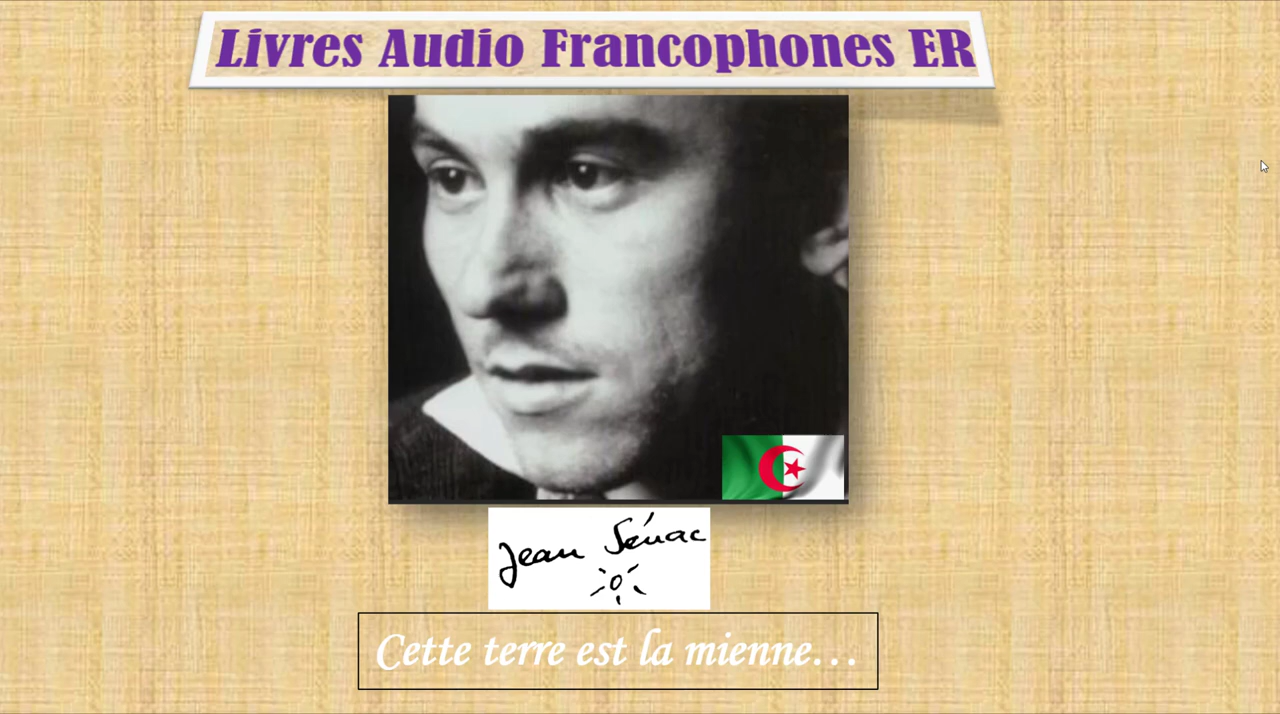 Livres Audio Francophones ER
Jean Sénac
Cette terre est la mienne...